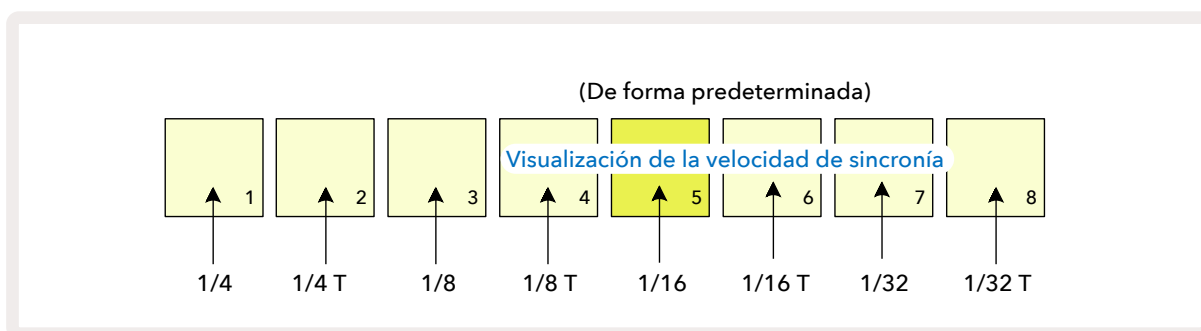 (De forma predeterminada)
Visualización de la velocidad de sincronía
1 2 3 4 5 6 7 8
1/4 1/4 T 1/8 1/8 T 1/16 1/16 T 1/32 1/32 T